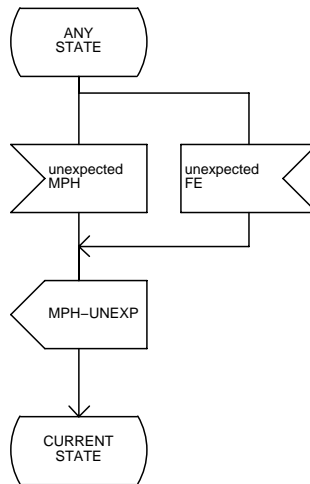 ANY
STATE
unexpected
MPH
unexpected
FE
MPH−UNEXP
CURRENT
STATE